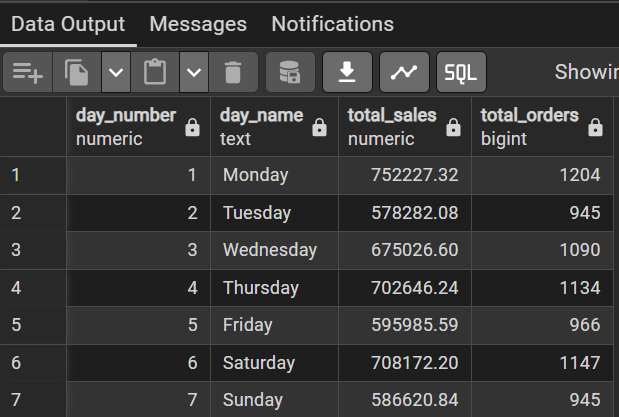 Data Output Messages Notifications
SQL Showin
day_number day_name total_sales total_orders
numeric text numeric bigint
1 1 Monday 752227.32 1204
2 2 Tuesday 578282.08 945
3 3 Wednesday 675026.60 1090
4 4 Thursday 702646.24 1134
5 5 Friday 595985.59 966
6 6 Saturday 708172.20 1147
7 7 Sunday 586620.84 945